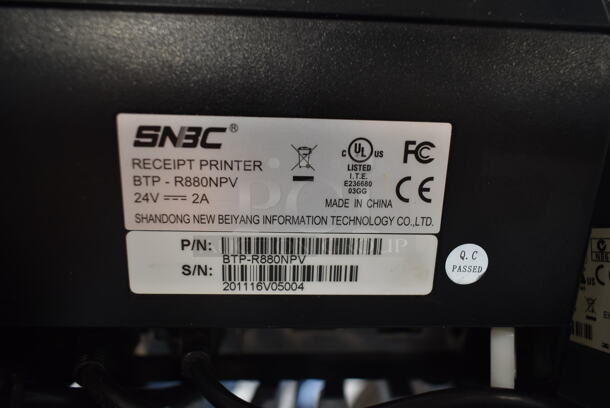 SNBC®
RECEIPT PRINTER
BTP - R880NPV
24V ⎓ 2A
C UL US
LISTED
I.T.E.
E236680
03GG
FC
CE
MADE IN CHINA
SHANDONG NEW BEIYANG INFORMATION TECHNOLOGY CO.,LTD.
P/N:
BTP-R880NPV
S/N:
201116V05004
Q.C
PASSED